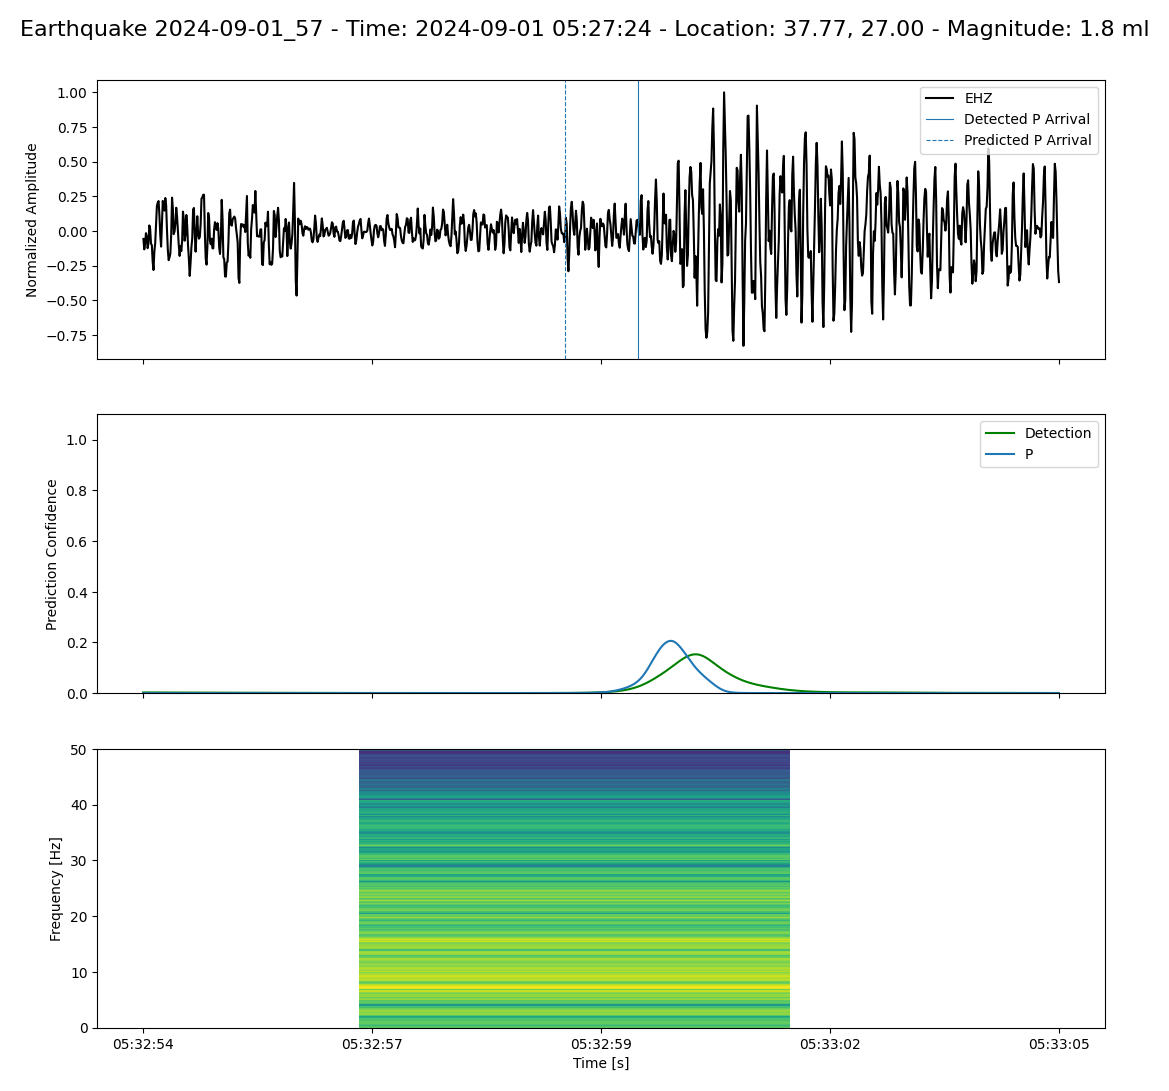 Earthquake 2024-09-01_57 - Time: 2024-09-01 05:27:24 - Location: 37.77, 27.00 - Magnitude: 1.8 ml
Normalized Amplitude
1.00
0.75
0.50
0.25
0.00
−0.25
−0.50
−0.75
EHZ
Detected P Arrival
Predicted P Arrival
Prediction Confidence
1.0
0.8
0.6
0.4
0.2
0.0
Detection
P
Frequency [Hz]
50
40
30
20
10
0
05:32:54
05:32:57
05:32:59
05:33:02
05:33:05
Time [s]